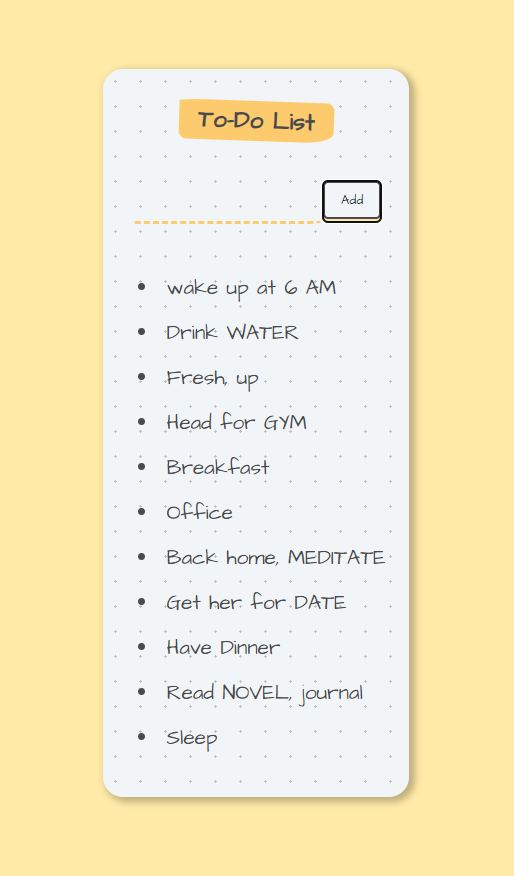 To-Do List
Add
wake up at 6 AM
Drink WATER
Fresh, up
Head for GYM
Breakfast
Office
Back home, MEDITATE
Get her for DATE
Have Dinner
Read NOVEL, journal
Sleep